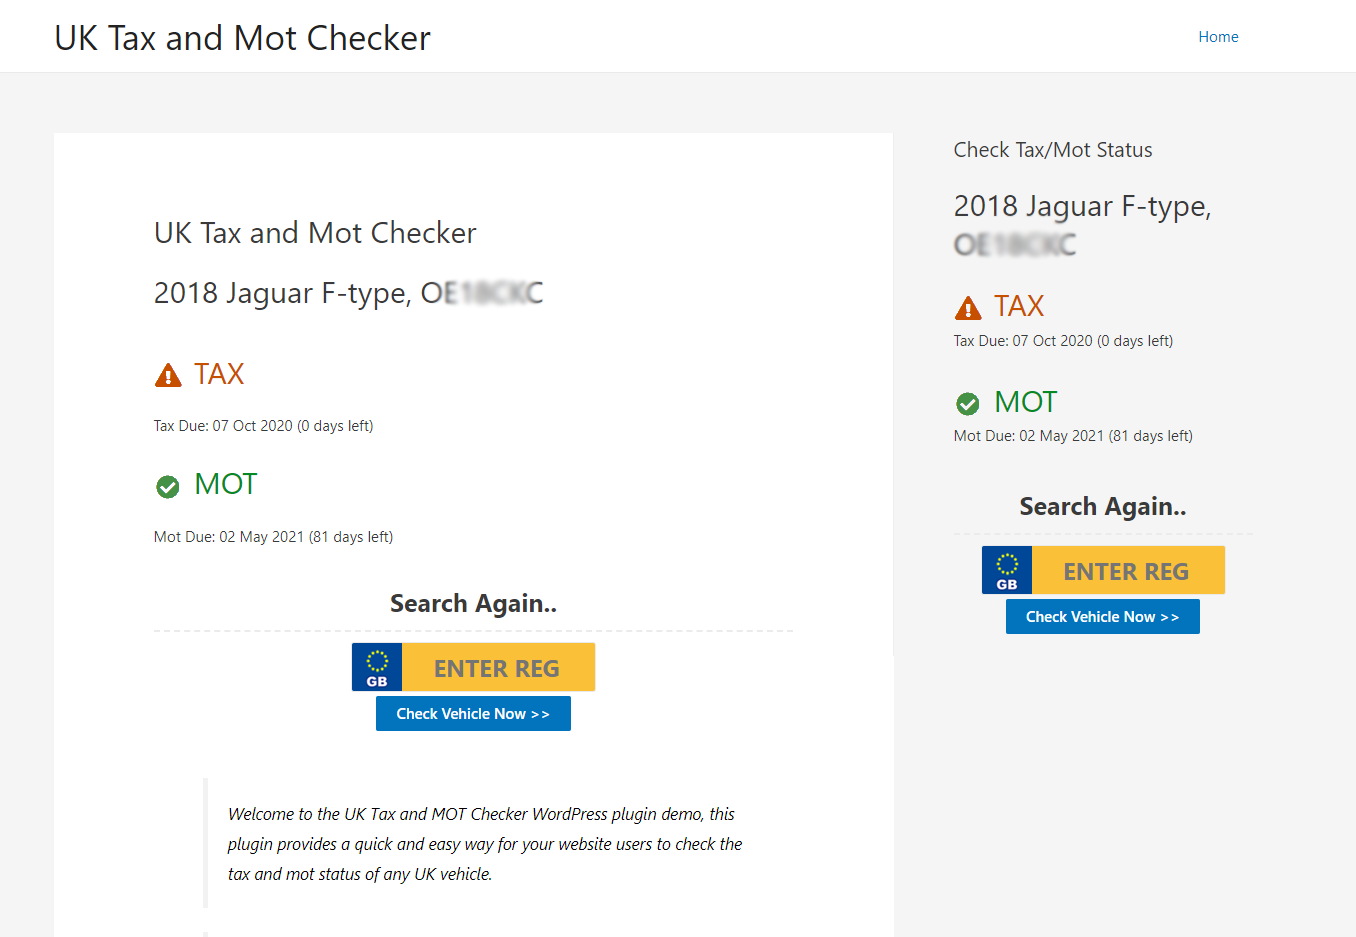 UK Tax and Mot Checker
Home
UK Tax and Mot Checker
2018 Jaguar F-type,
TAX
Tax Due: 07 Oct 2020 (0 days left)
MOT
Mot Due: 02 May 2021 (81 days left)
Search Again..
GB
ENTER REG
Check Vehicle Now >>
Welcome to the UK Tax and MOT Checker WordPress plugin demo, this
plugin provides a quick and easy way for your website users to check the
tax and mot status of any UK vehicle.
Check Tax/Mot Status
2018 Jaguar F-type,
TAX
Tax Due: 07 Oct 2020 (0 days left)
MOT
Mot Due: 02 May 2021 (81 days left)
Search Again..
GB
ENTER REG
Check Vehicle Now >>